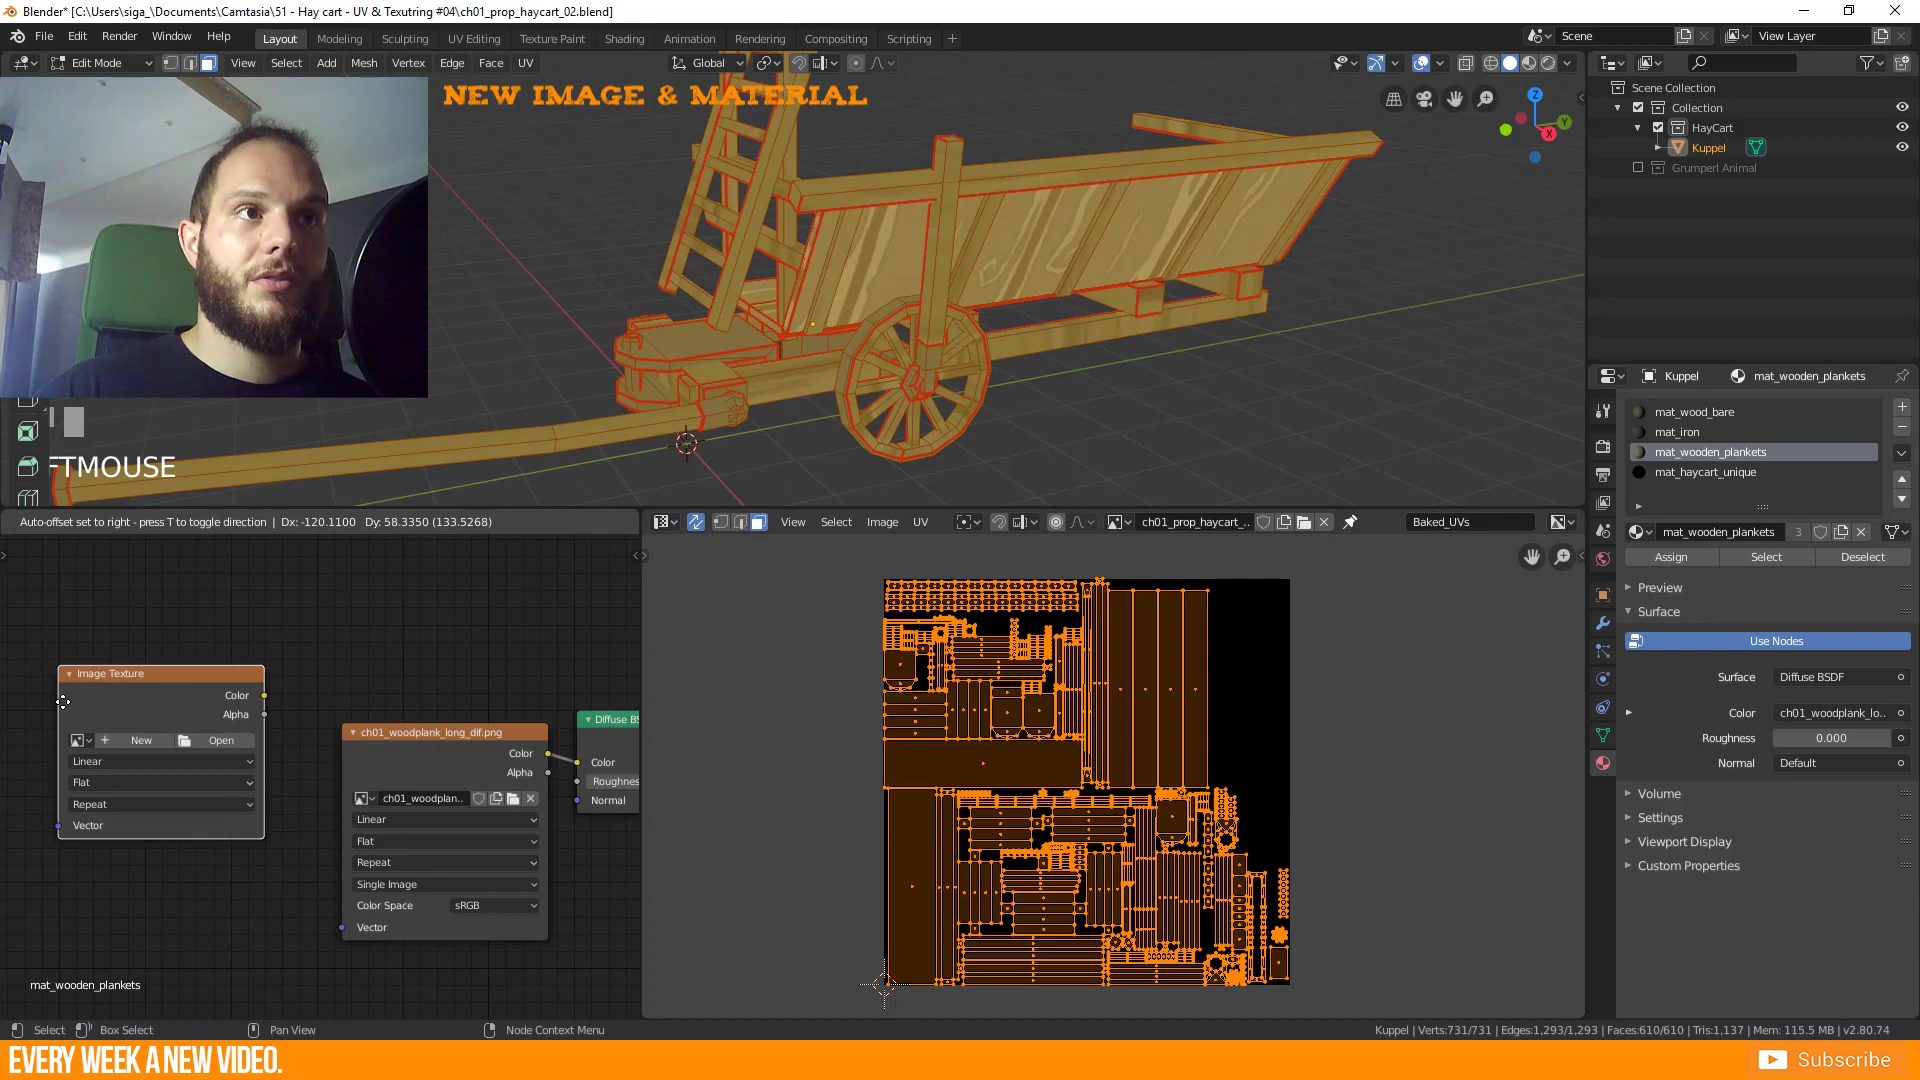 Blender* [C:\Users\siga_\Documents\Camtasia\51 - Hay cart - UV & Texutring #04\ch01_prop_haycart_02.blend]
File Edit Render Window Help Layout Modeling Sculpting UV Editing Texture Paint Shading Animation Rendering Compositing Scripting + Scene View Layer
Edit Mode View Select Add Mesh Vertex Edge Face UV Global
NEW IMAGE & MATERIAL
Scene Collection
Collection
HayCart
Kuppel
Grumperl Animal
X
Y
Z
FTMOUSE
Kuppel mat_wooden_plankets
mat_wood_bare
mat_iron
mat_wooden_plankets
mat_haycart_unique
mat_wooden_plankets 3
Assign Select Deselect
Preview
Surface
Use Nodes
Surface Diffuse BSDF
Color ch01_woodplank_lo..
Roughness 0.000
Normal Default
Volume
Settings
Viewport Display
Custom Properties
Auto-offset set to right - press T to toggle direction | Dx: -120.1100 Dy: 58.3350 (133.5268)
View Select Image UV ch01_prop_haycart_.. Baked_UVs
Image Texture
Color
Alpha
New Open
Linear
Flat
Repeat
Vector
ch01_woodplank_long_dif.png
Color
Alpha
ch01_woodplan..
Linear
Flat
Repeat
Single Image
Color Space sRGB
Vector
Diffuse BS
Color
Roughnes
Normal
mat_wooden_plankets
Select Box Select Pan View Node Context Menu Kuppel | Verts:731/731 | Edges:1,293/1,293 | Faces:610/610 | Tris:1,137 | Mem: 115.5 MB | v2.80.74
EVERY WEEK A NEW VIDEO.
Subscribe